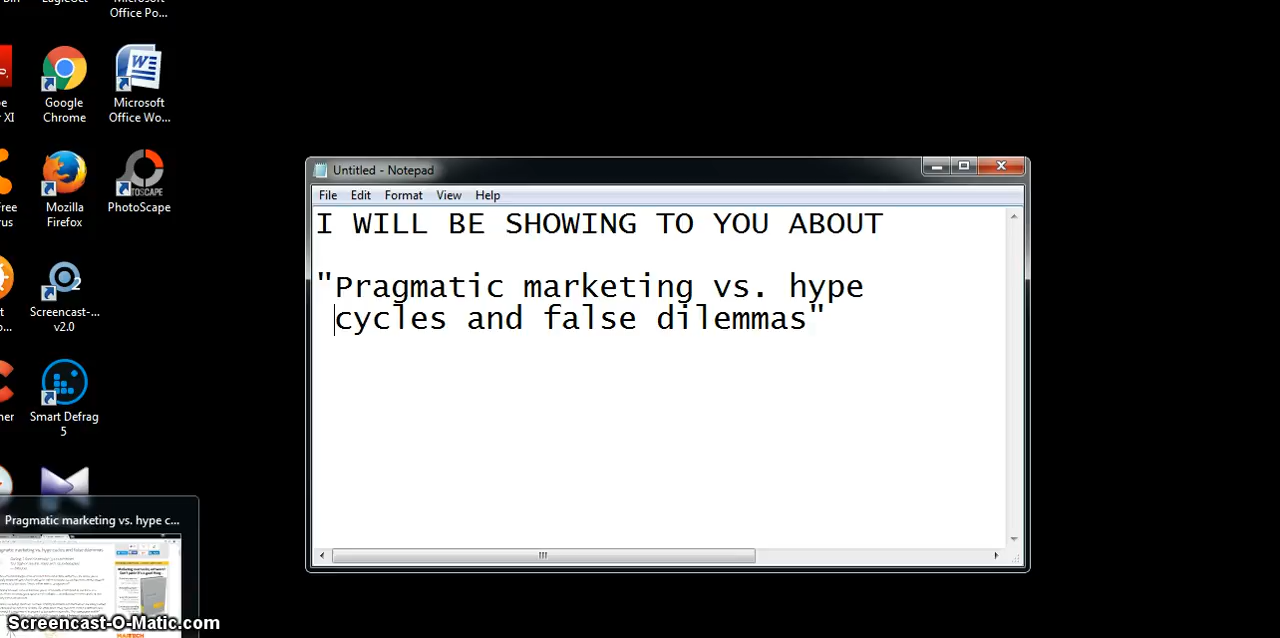 Microsoft
Office Po...
Google
Chrome
Microsoft
Office Wo...
XI
Mozilla
Firefox
PhotoScape
Screencast-...
v2.0
Smart Defrag
5
Untitled - Notepad
File Edit Format View Help
I WILL BE SHOWING TO YOU ABOUT
"Pragmatic marketing vs. hype
cycles and false dilemmas"
Pragmatic marketing vs. hype c...
Screencast-O-Matic.com